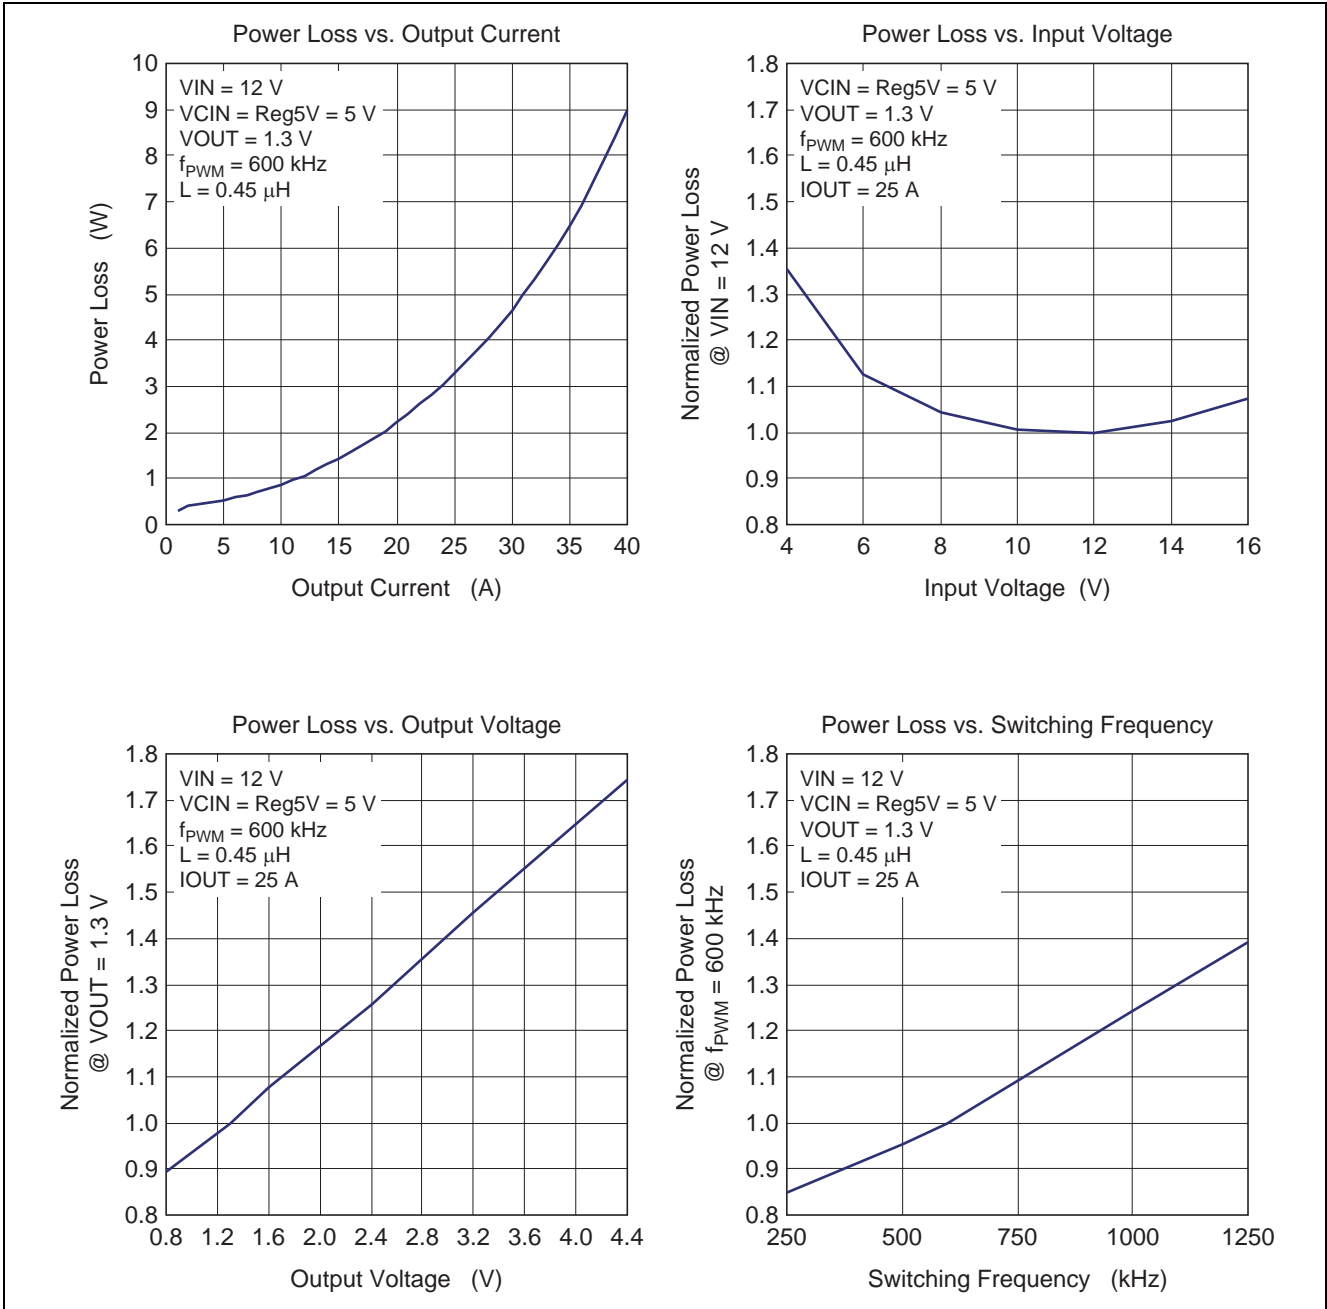 Power Loss vs. Output Current
VIN = 12 V
VCIN = Reg5V = 5 V
VOUT = 1.3 V
fPWM = 600 kHz
L = 0.45 μH
Power Loss (W)
10
9
8
7
6
5
4
3
2
1
0
0 5 10 15 20 25 30 35 40
Output Current (A)
Power Loss vs. Input Voltage
VCIN = Reg5V = 5 V
VOUT = 1.3 V
fPWM = 600 kHz
L = 0.45 μH
IOUT = 25 A
Normalized Power Loss
@ VIN = 12 V
1.8
1.7
1.6
1.5
1.4
1.3
1.2
1.1
1.0
0.9
0.8
4 6 8 10 12 14 16
Input Voltage (V)
Power Loss vs. Output Voltage
VIN = 12 V
VCIN = Reg5V = 5 V
fPWM = 600 kHz
L = 0.45 μH
IOUT = 25 A
Normalized Power Loss
@ VOUT = 1.3 V
1.8
1.7
1.6
1.5
1.4
1.3
1.2
1.1
1.0
0.9
0.8
0.8 1.2 1.6 2.0 2.4 2.8 3.2 3.6 4.0 4.4
Output Voltage (V)
Power Loss vs. Switching Frequency
VIN = 12 V
VCIN = Reg5V = 5 V
VOUT = 1.3 V
L = 0.45 μH
IOUT = 25 A
Normalized Power Loss
@ fPWM = 600 kHz
1.8
1.7
1.6
1.5
1.4
1.3
1.2
1.1
1.0
0.9
0.8
250 500 750 1000 1250
Switching Frequency (kHz)